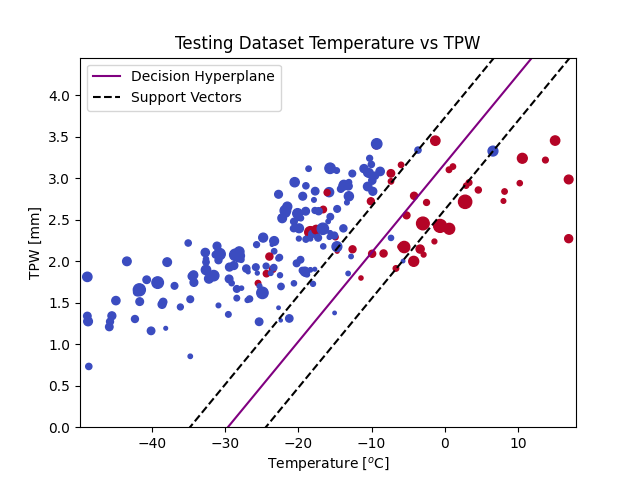 Testing Dataset Temperature vs TPW
Decision Hyperplane
Support Vectors
TPW [mm]
4.0
3.5
3.0
2.5
2.0
1.5
1.0
0.5
0.0
−40 −30 −20 −10 0 10
Temperature [°C]